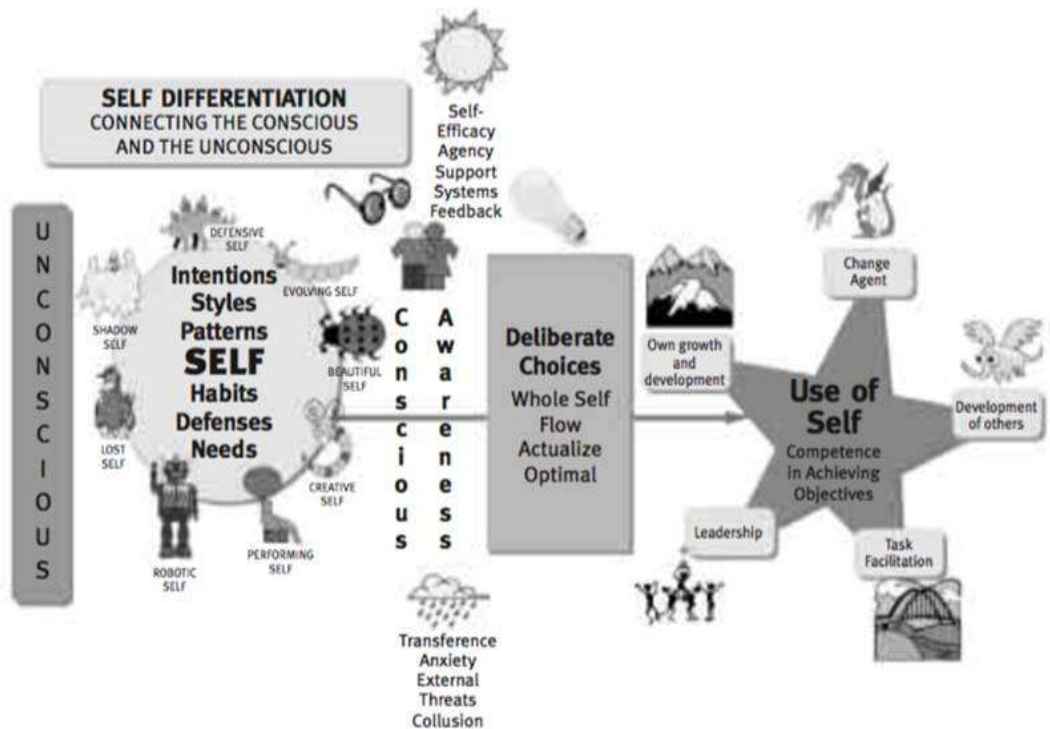 SELF DIFFERENTIATION
CONNECTING THE CONSCIOUS
AND THE UNCONSCIOUS
Self-
Efficacy
Agency
Support
Systems
Feedback
UNCONSCIOUS
DEFENSIVE
SELF
EVOLVING SELF
SHADOW
SELF
BEAUTIFUL
SELF
LOST
SELF
CREATIVE
SELF
ROBOTIC
SELF
PERFORMING
SELF
Intentions
Styles
Patterns
SELF
Habits
Defenses
Needs
Conscious
Awareness
Transference
Anxiety
External
Threats
Collusion
Deliberate
Choices
Whole Self
Flow
Actualize
Optimal
Own growth
and
development
Change
Agent
Development
of others
Use of
Self
Competence
in Achieving
Objectives
Leadership
Task
Facilitation